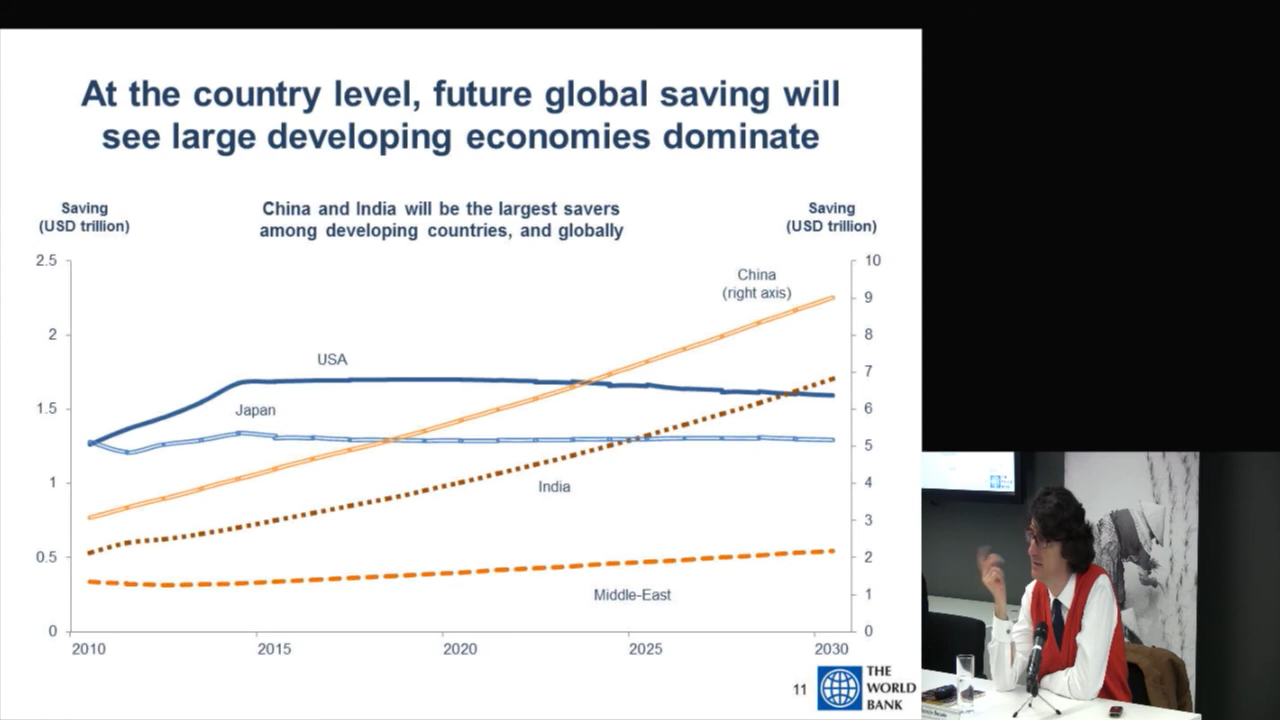 At the country level, future global saving will
see large developing economies dominate
Saving
(USD trillion)
China and India will be the largest savers
among developing countries, and globally
Saving
(USD trillion)
2.5
2
1.5
1
0.5
0
10
9
8
7
6
5
4
3
2
1
0
China
(right axis)
USA
Japan
India
Middle-East
2010
2015
2020
2025
2030
11
THE
WORLD
BANK